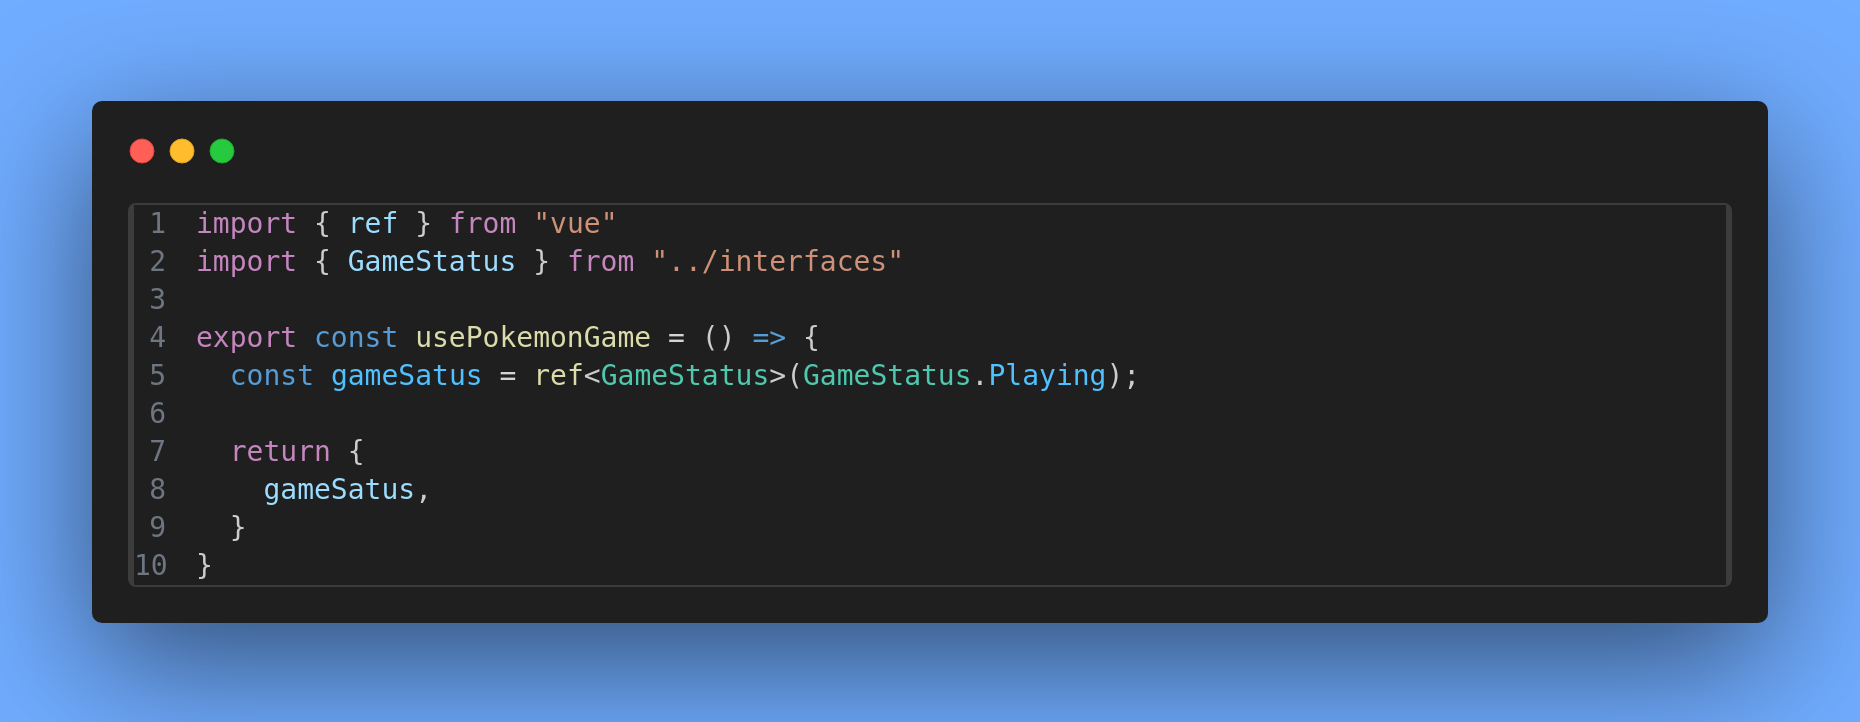 1 import { ref } from "vue"
2 import { GameStatus } from "../interfaces"
3
4 export const usePokemonGame = () => {
5   const gameSatus = ref<GameStatus>(GameStatus.Playing);
6
7   return {
8     gameSatus,
9   }
10 }